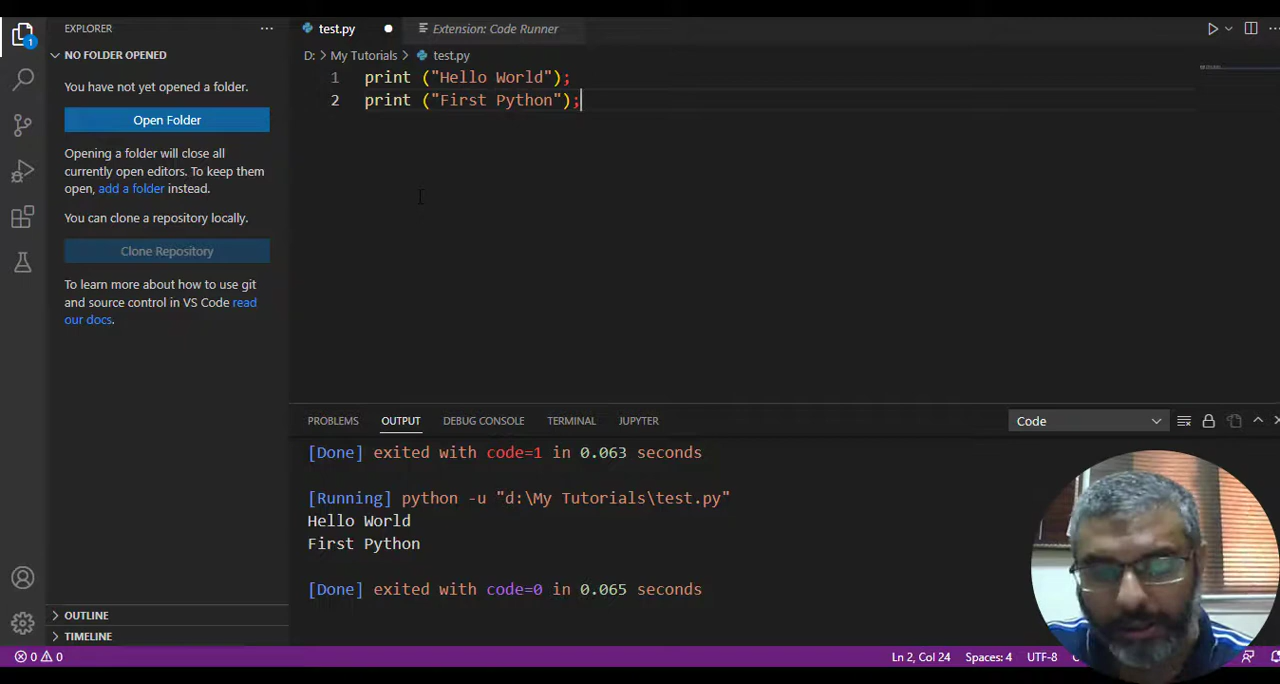 EXPLORER
test.py
Extension: Code Runner
1
NO FOLDER OPENED
D: > My Tutorials > test.py
You have not yet opened a folder.
1 print ("Hello World");
2 print ("First Python");
Open Folder
Opening a folder will close all
currently open editors. To keep them
open, add a folder instead.
You can clone a repository locally.
Clone Repository
To learn more about how to use git
and source control in VS Code read
our docs.
PROBLEMS OUTPUT DEBUG CONSOLE TERMINAL JUPYTER
Code
[Done] exited with code=1 in 0.063 seconds
[Running] python -u "d:\My Tutorials\test.py"
Hello World
First Python
[Done] exited with code=0 in 0.065 seconds
OUTLINE
TIMELINE
0 0
Ln 2, Col 24 Spaces: 4 UTF-8